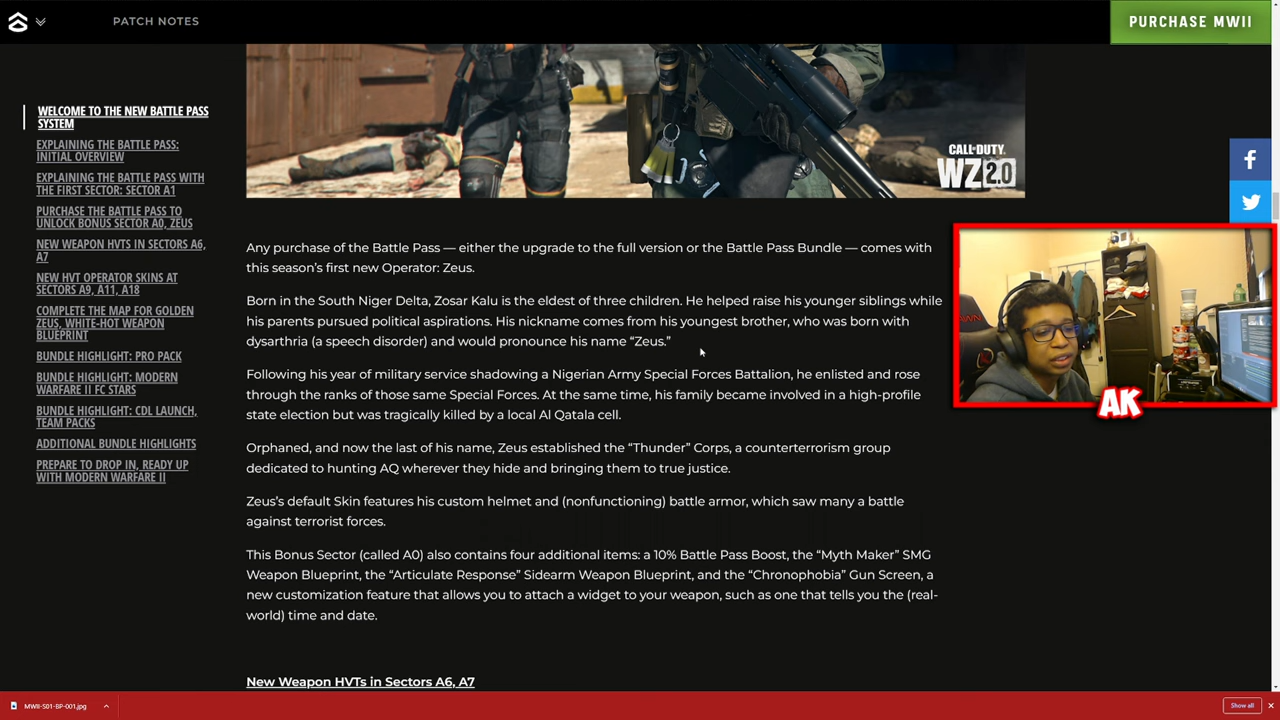 PATCH NOTES
PURCHASE MWII
WELCOME TO THE NEW BATTLE PASS
SYSTEM
EXPLAINING THE BATTLE PASS:
INITIAL OVERVIEW
EXPLAINING THE BATTLE PASS WITH
THE FIRST SECTOR: SECTOR A1
PURCHASE THE BATTLE PASS TO
UNLOCK BONUS SECTOR A0, ZEUS
NEW WEAPON HVTS IN SECTORS A6,
A7
NEW HVT OPERATOR SKINS AT
SECTORS A9, A11, A18
COMPLETE THE MAP FOR GOLDEN
ZEUS, WHITE-HOT WEAPON
BLUEPRINT
BUNDLE HIGHLIGHT: PRO PACK
BUNDLE HIGHLIGHT: MODERN
WARFARE II FC STARS
BUNDLE HIGHLIGHT: CDL LAUNCH,
TEAM PACKS
ADDITIONAL BUNDLE HIGHLIGHTS
PREPARE TO DROP IN, READY UP
WITH MODERN WARFARE II
CALL OF DUTY.
WZ 2.0
Any purchase of the Battle Pass — either the upgrade to the full version or the Battle Pass Bundle — comes with
this season's first new Operator: Zeus.
Born in the South Niger Delta, Zosar Kalu is the eldest of three children. He helped raise his younger siblings while
his parents pursued political aspirations. His nickname comes from his youngest brother, who was born with
dysarthria (a speech disorder) and would pronounce his name “Zeus.”
Following his year of military service shadowing a Nigerian Army Special Forces Battalion, he enlisted and rose
through the ranks of those same Special Forces. At the same time, his family became involved in a high-profile
state election but was tragically killed by a local Al Qatala cell.
Orphaned, and now the last of his name, Zeus established the “Thunder” Corps, a counterterrorism group
dedicated to hunting AQ wherever they hide and bringing them to true justice.
Zeus's default Skin features his custom helmet and (nonfunctioning) battle armor, which saw many a battle
against terrorist forces.
This Bonus Sector (called A0) also contains four additional items: a 10% Battle Pass Boost, the “Myth Maker” SMG
Weapon Blueprint, the “Articulate Response” Sidearm Weapon Blueprint, and the “Chronophobia” Gun Screen, a
new customization feature that allows you to attach a widget to your weapon, such as one that tells you the (real-
world) time and date.
New Weapon HVTs in Sectors A6, A7
AK
MWII-S01-BP-001.jpg
Show all